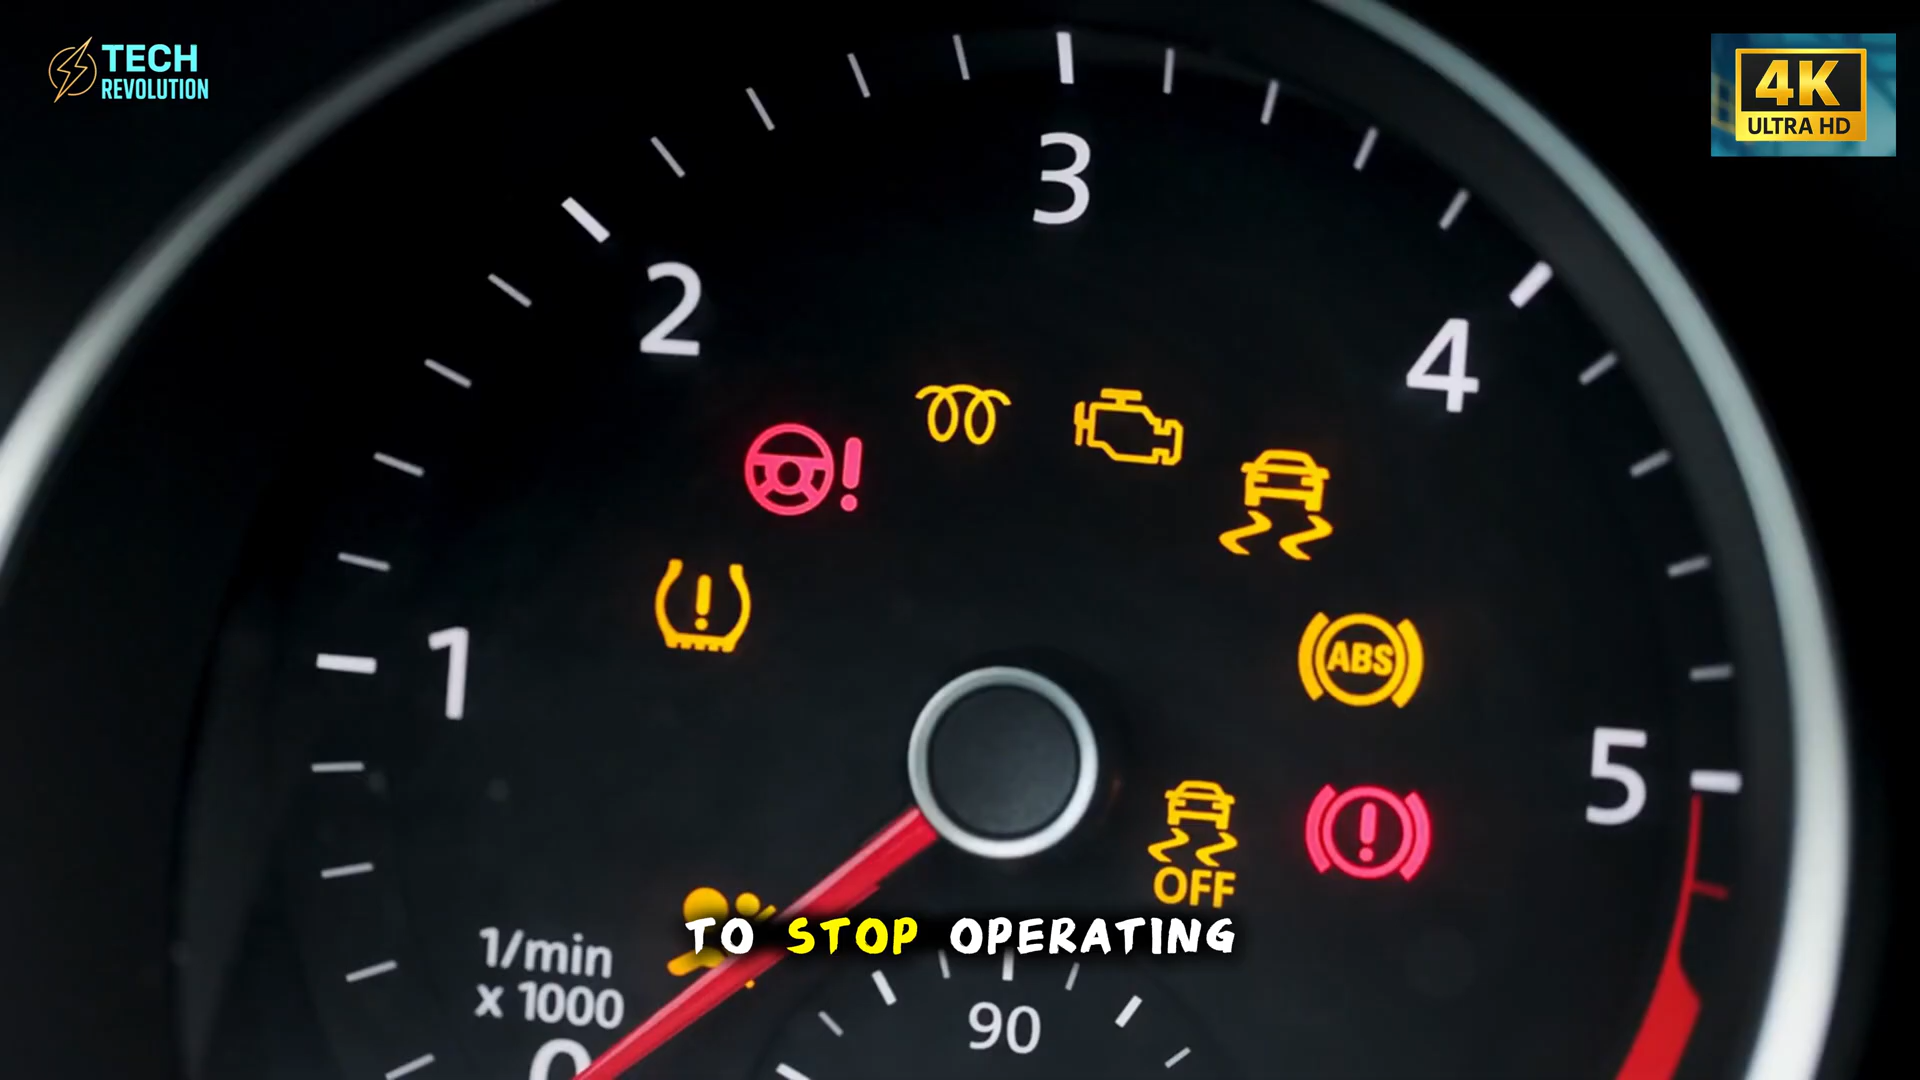 TECH
REVOLUTION
4K
ULTRA HD
3
2
4
1
ABS
5
OFF
TO STOP OPERATING
1/min
x 1000
0
90